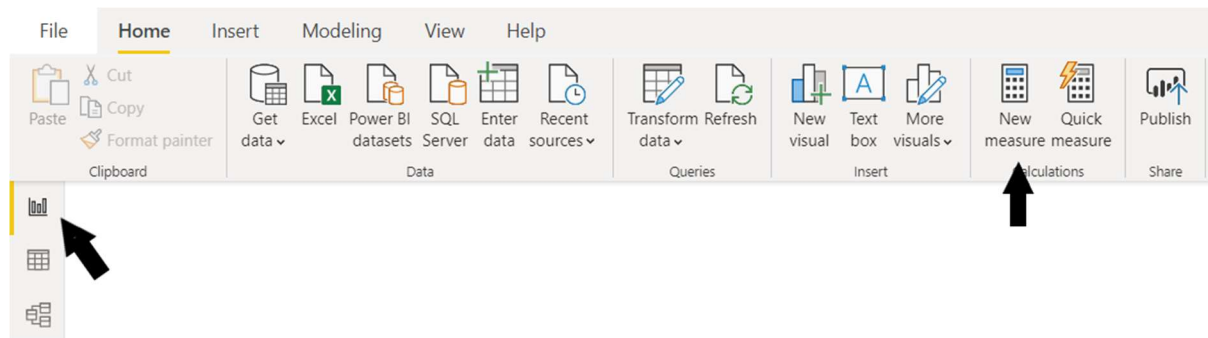 File Home Insert Modeling View Help
Cut
Copy
Format painter
Paste
Clipboard
Get data
Excel
Power BI datasets
SQL Server
Enter data
Recent sources
Data
Transform data
Refresh
Queries
New visual
Text box
More visuals
Insert
New measure
Quick measure
Calculations
Publish
Share